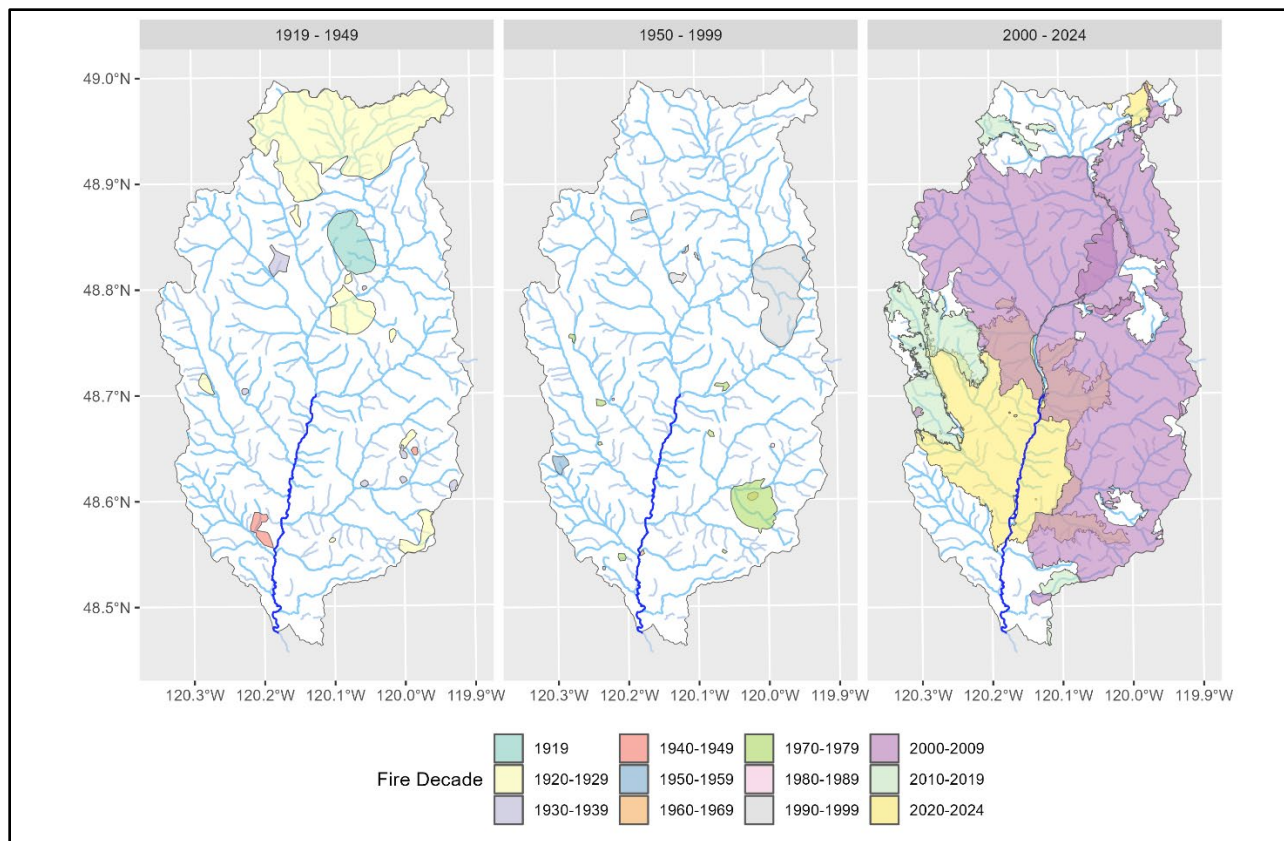 1919 - 1949
1950 - 1999
2000 - 2024
49.0°N
48.9°N
48.8°N
48.7°N
48.6°N
48.5°N
120.3°W 120.2°W 120.1°W 120.0°W 119.9°W
120.3°W 120.2°W 120.1°W 120.0°W 119.9°W
120.3°W 120.2°W 120.1°W 120.0°W 119.9°W
Fire Decade
1919
1920-1929
1930-1939
1940-1949
1950-1959
1960-1969
1970-1979
1980-1989
1990-1999
2000-2009
2010-2019
2020-2024